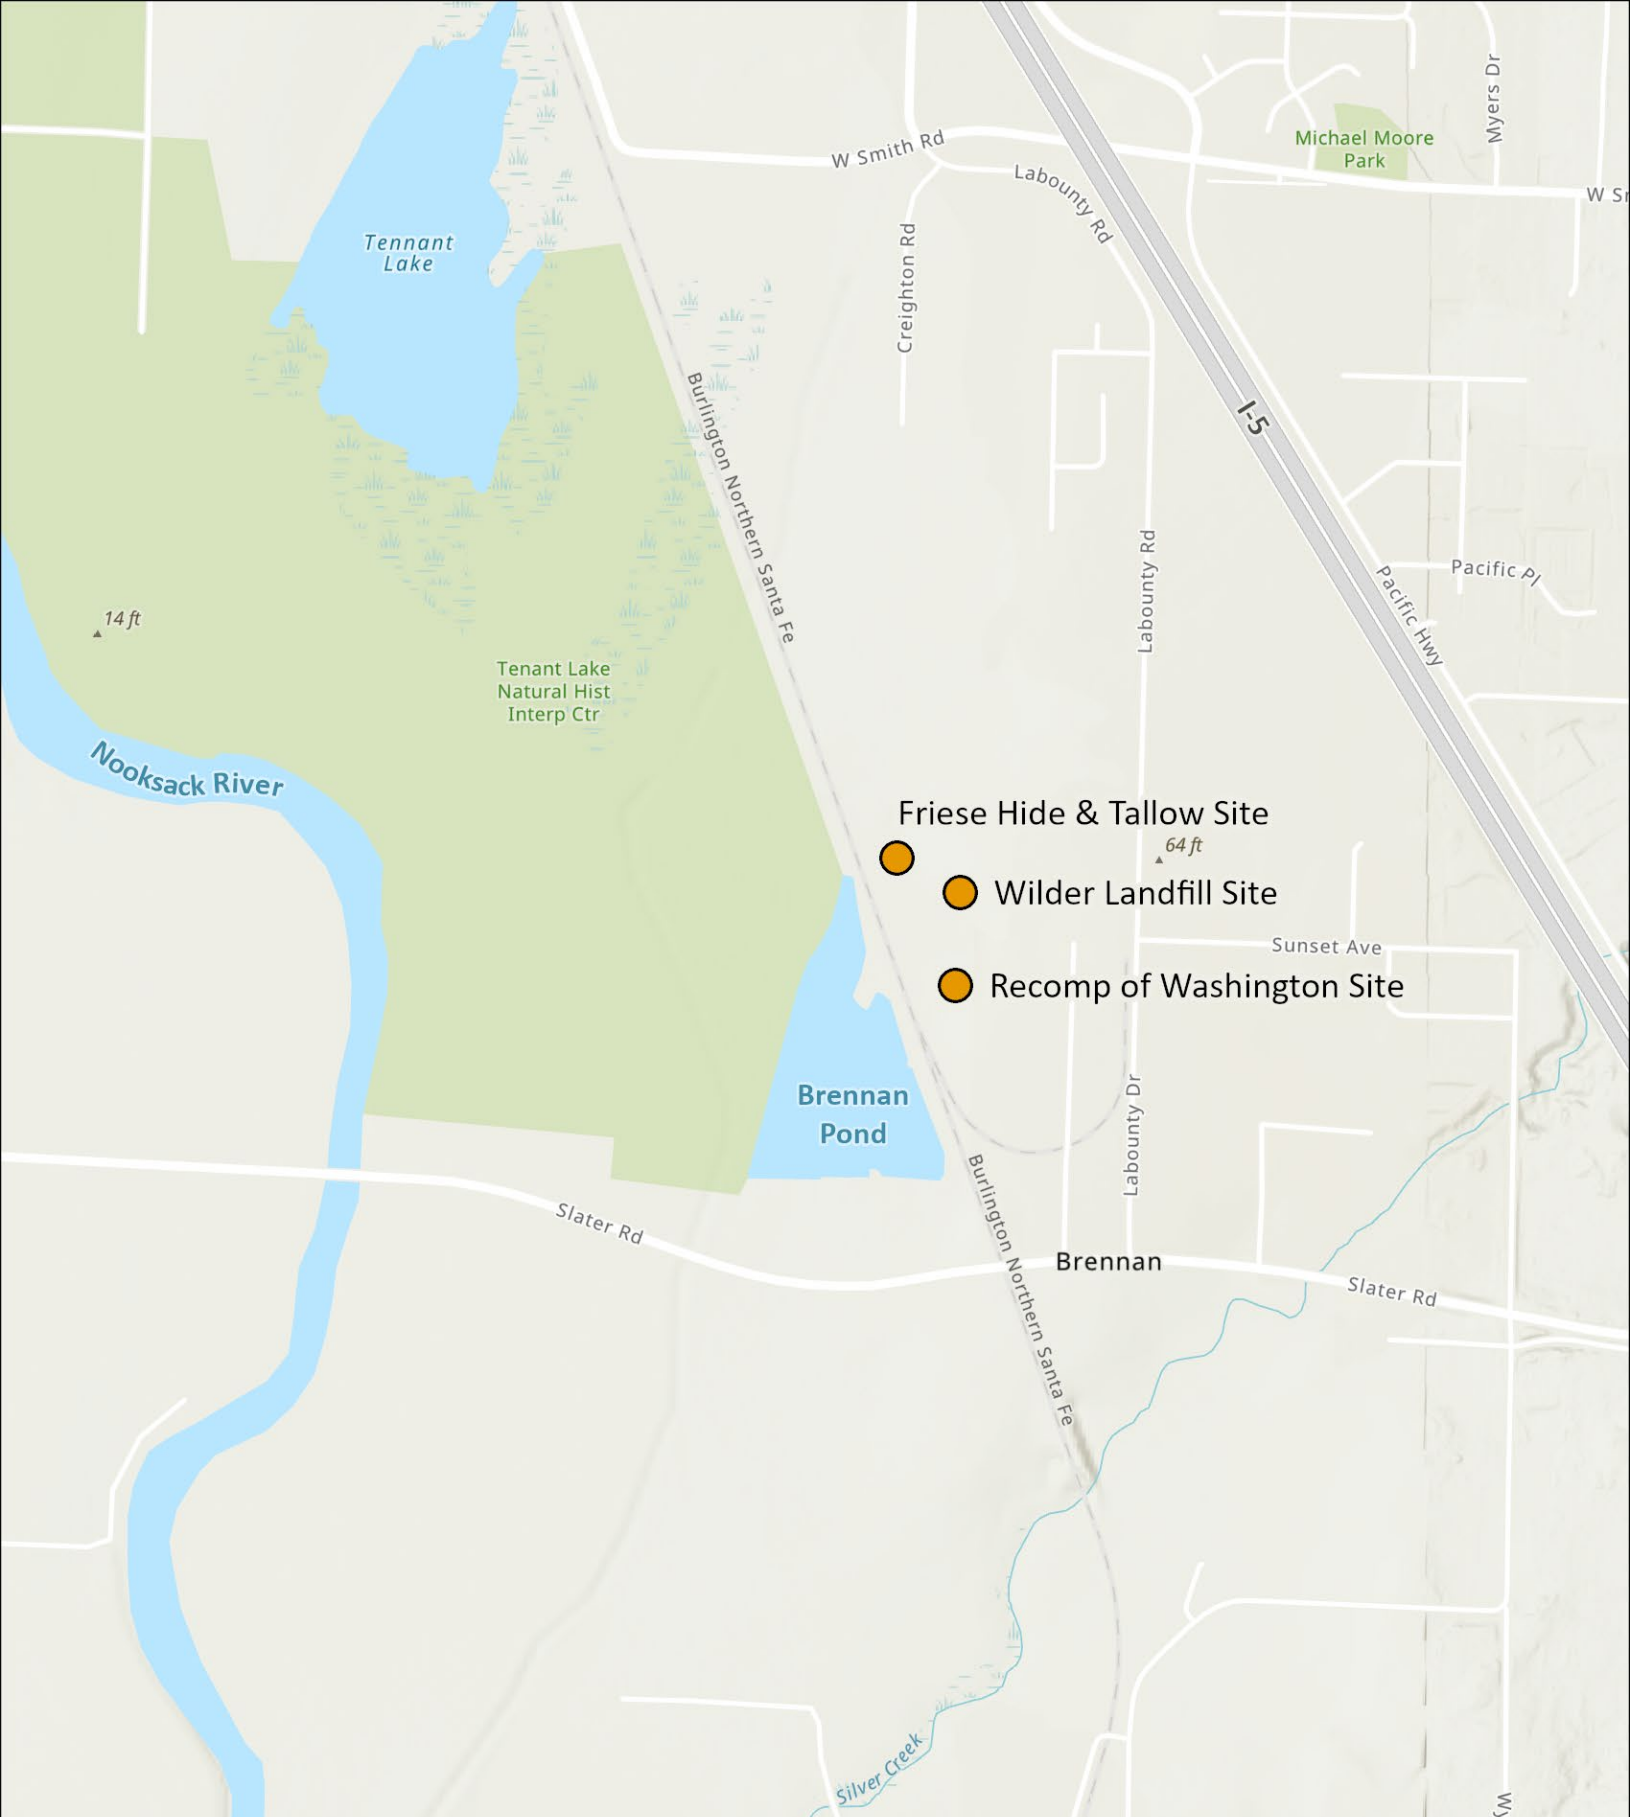 Myers Dr
Michael Moore
Park
W Smith Rd
Labounty Rd
W Sr
Tennant
Lake
Creighton Rd
I-5
Burlington Northern Santa Fe
Labounty Rd
Pacific Pl
Pacific Hwy
14 ft
Tenant Lake
Natural Hist
Interp Ctr
Nooksack River
Friese Hide & Tallow Site
64 ft
Wilder Landfill Site
Sunset Ave
Recomp of Washington Site
Brennan
Pond
Labounty Dr
Slater Rd
Burlington Northern Santa Fe
Brennan
Slater Rd
Silver Creek
Wy